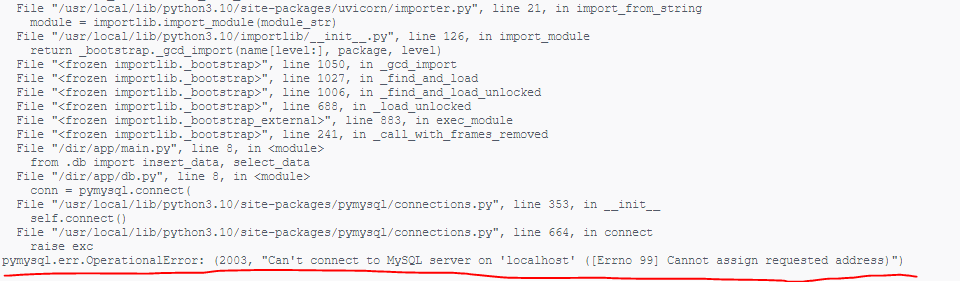 File "/usr/local/lib/python3.10/site-packages/uvicorn/importer.py", line 21, in import_from_string
module = importlib.import_module(module_str)
File "/usr/local/lib/python3.10/importlib/__init__.py", line 126, in import_module
return _bootstrap._gcd_import(name[level:], package, level)
File "<frozen importlib._bootstrap>", line 1050, in _gcd_import
File "<frozen importlib._bootstrap>", line 1027, in _find_and_load
File "<frozen importlib._bootstrap>", line 1006, in _find_and_load_unlocked
File "<frozen importlib._bootstrap>", line 688, in _load_unlocked
File "<frozen importlib._bootstrap_external>", line 883, in exec_module
File "<frozen importlib._bootstrap>", line 241, in _call_with_frames_removed
File "/dir/app/main.py", line 8, in <module>
from .db import insert_data, select_data
File "/dir/app/db.py", line 8, in <module>
conn = pymysql.connect(
File "/usr/local/lib/python3.10/site-packages/pymysql/connections.py", line 353, in __init__
self.connect()
File "/usr/local/lib/python3.10/site-packages/pymysql/connections.py", line 664, in connect
raise exc
pymysql.err.OperationalError: (2003, "Can't connect to MySQL server on 'localhost' ([Errno 99] Cannot assign requested address)")